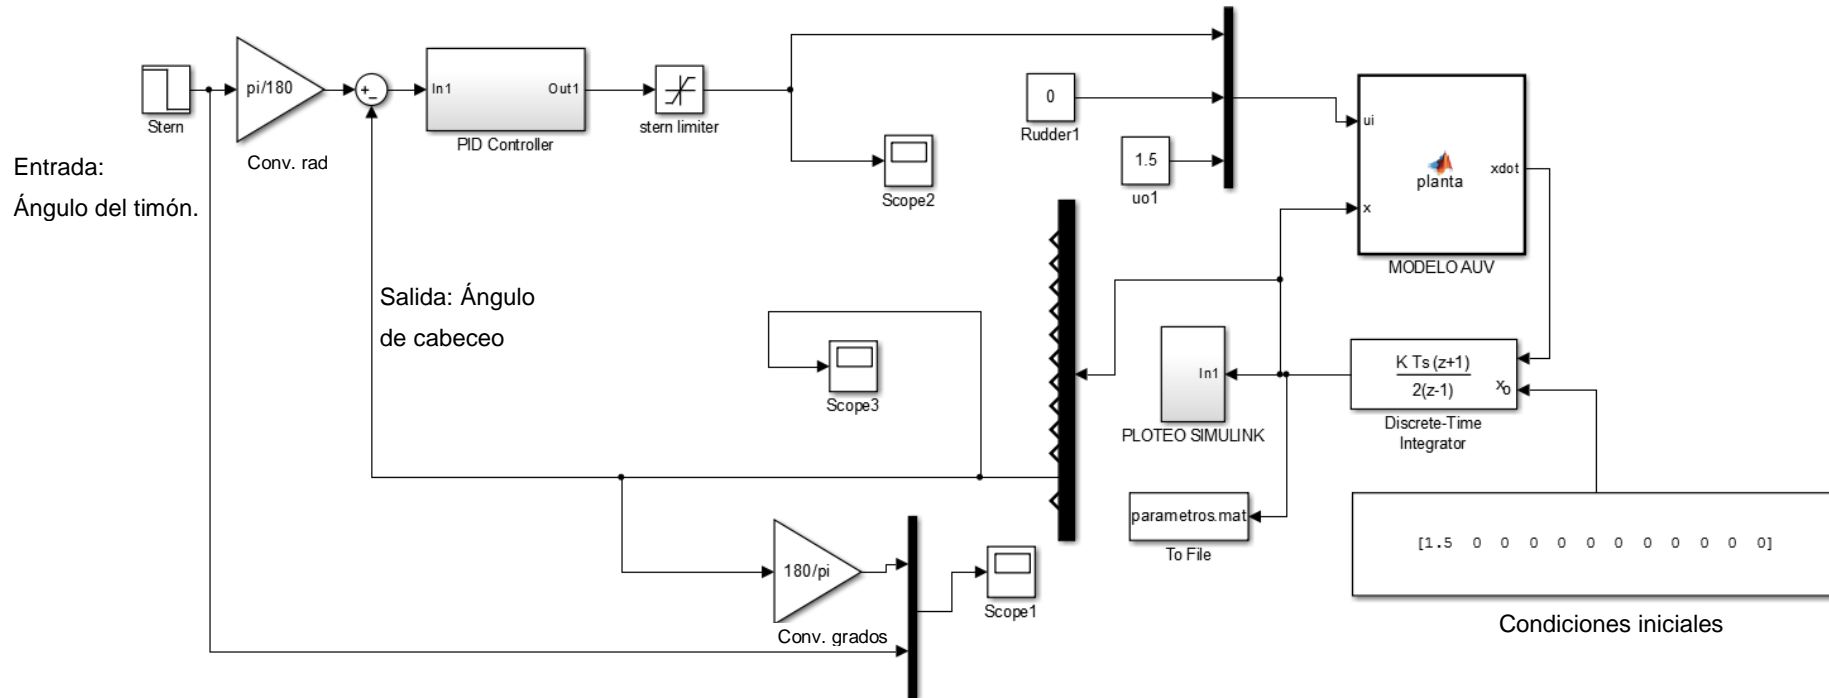 Stern
pi/180
Conv. rad
+
-
In1
Out1
PID Controller
stern limiter
Scope2
0
Rudder1
1.5
uo1
ui
x
xdot
planta
MODELO AUV
Entrada:
Ángulo del timón.
Salida: Ángulo
de cabeceo
Scope3
In1
PLOTEO SIMULINK
K Ts (z+1)
2(z-1)
x0
Discrete-Time
Integrator
parametros.mat
To File
[1.5 0 0 0 0 0 0 0 0 0 0 0]
Condiciones iniciales
180/pi
Conv. grados
Scope1